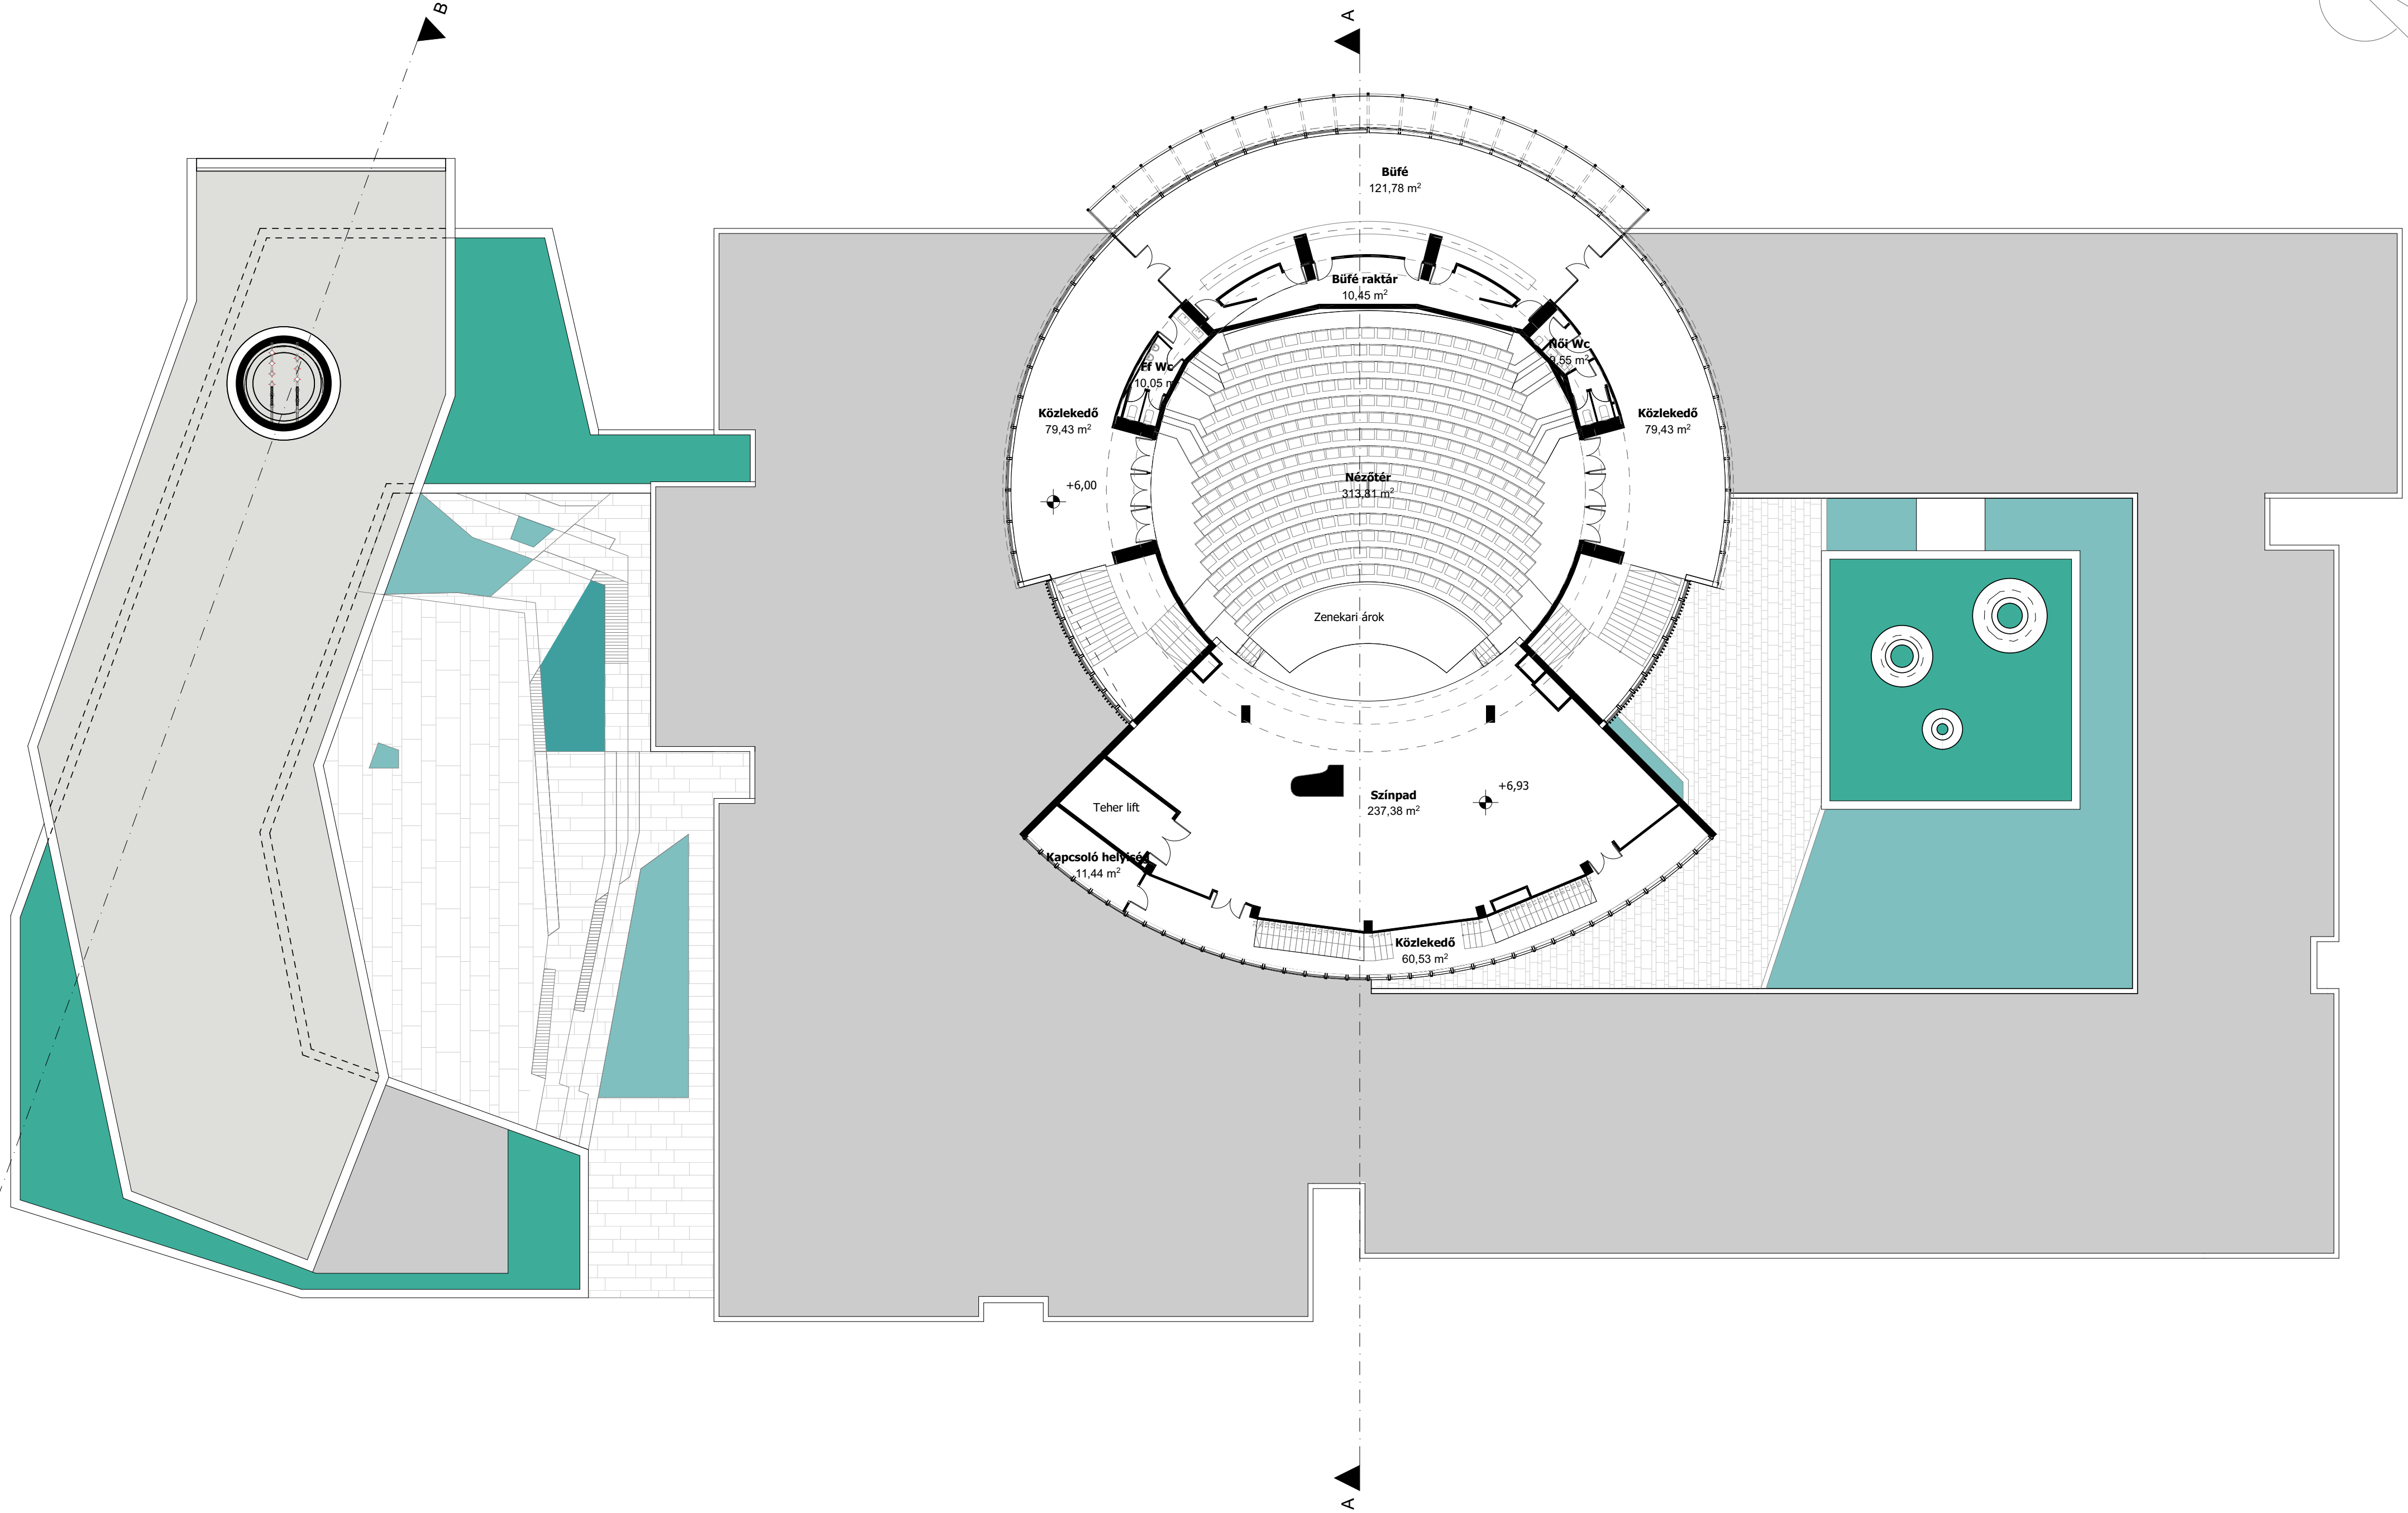 B
A
Büfé
121,78 m²
Büfé raktár
10,45 m²
Ff Wc
10,05 m
Női Wc
9,55 m²
Közlekedő
79,43 m²
Közlekedő
79,43 m²
+6,00
Nézőtér
313,81 m²
Zenekari árok
Színpad
237,38 m²
+6,93
Teher lift
Kapcsoló helyiség
11,44 m²
Közlekedő
60,53 m²
A